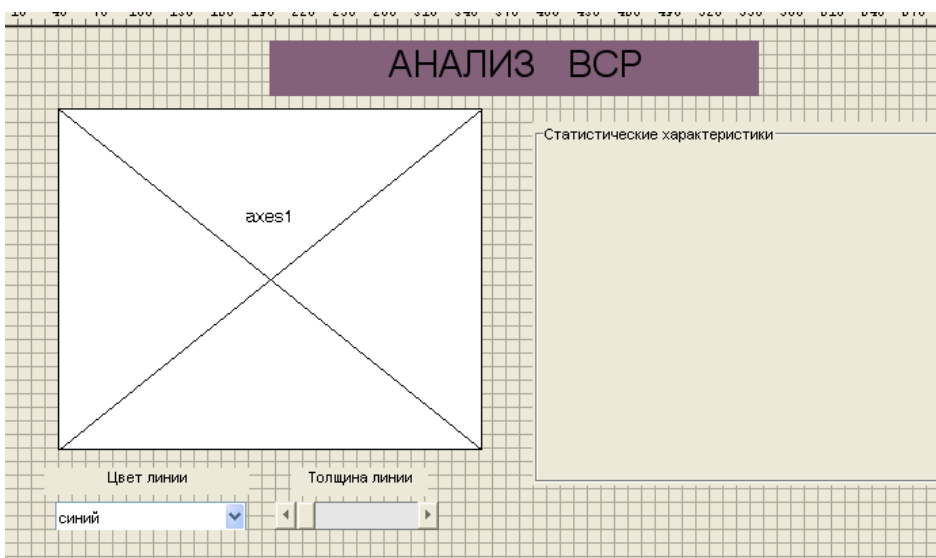 АНАЛИЗ ВСР
axes1
Статистические характеристики
Цвет линии
Толщина линии
синий